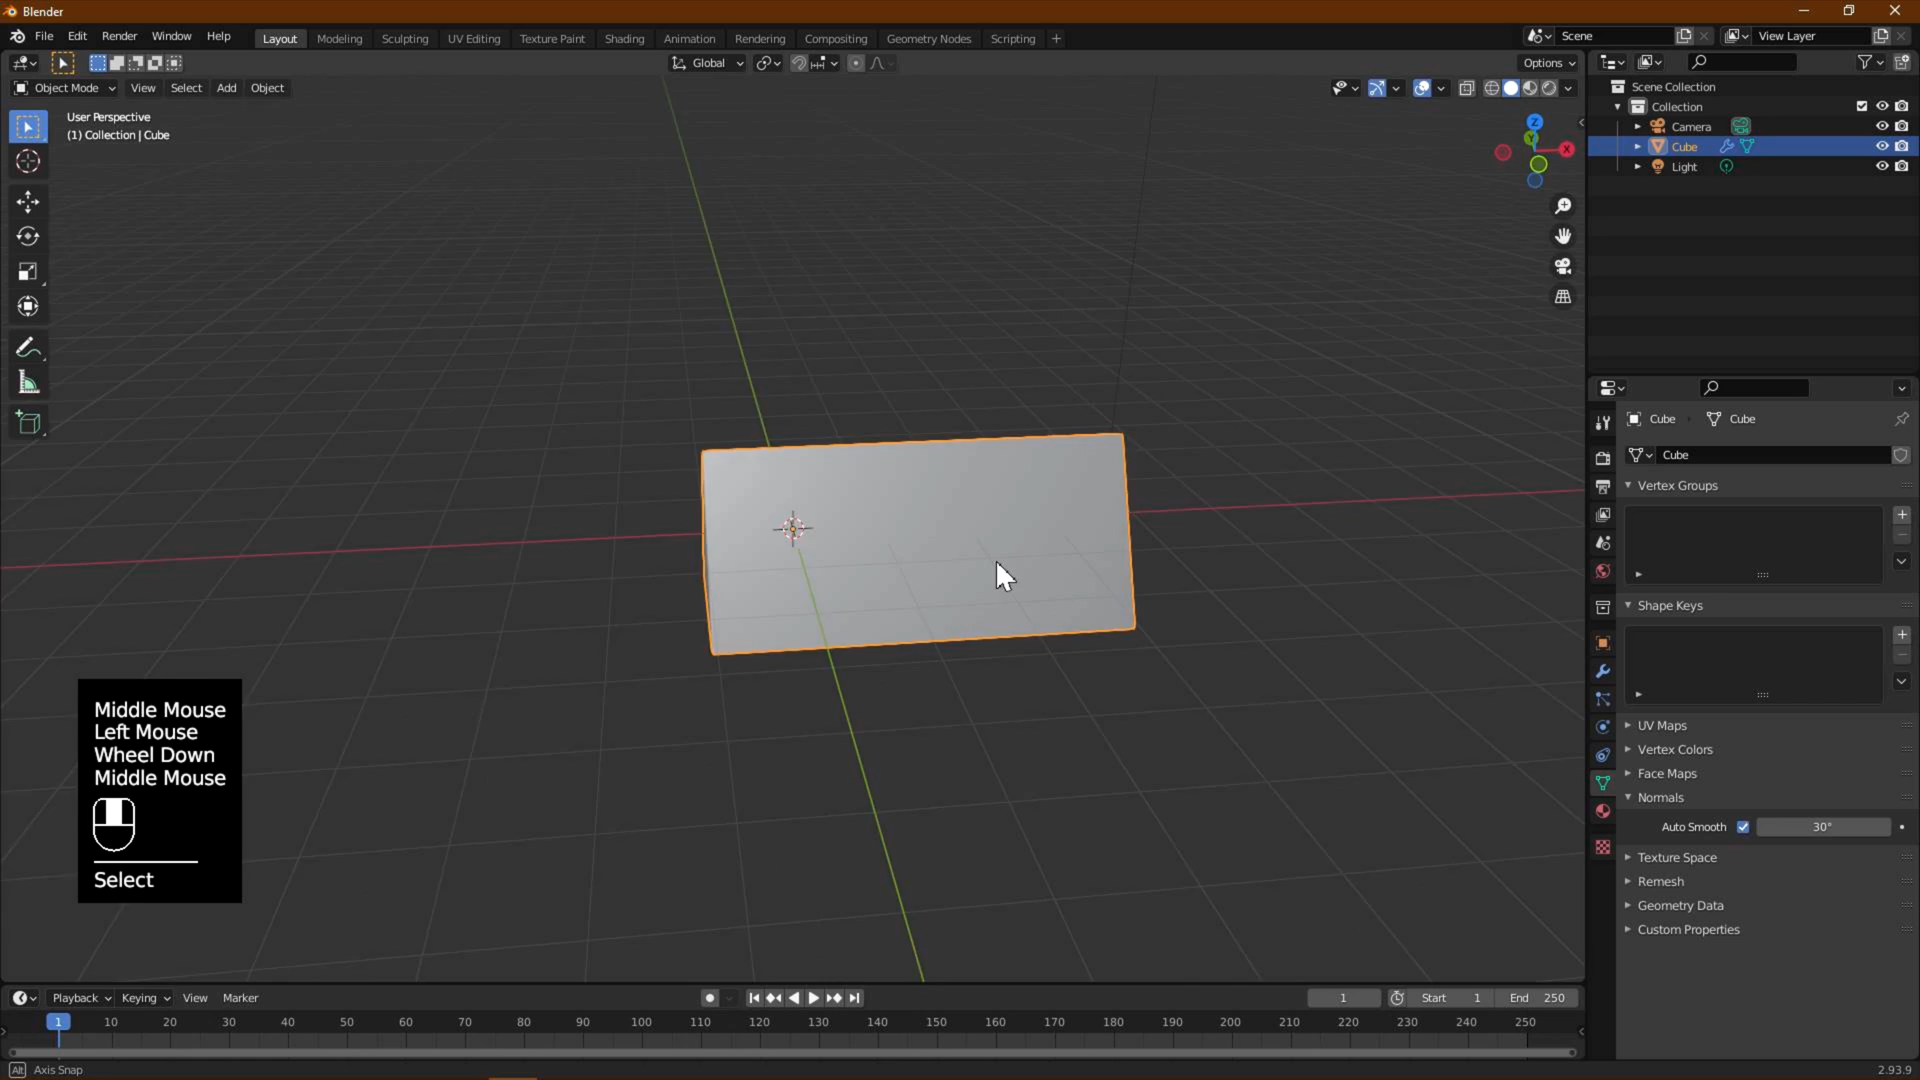 Blender
File Edit Render Window Help
Layout Modeling Sculpting UV Editing Texture Paint Shading Animation Rendering Compositing Geometry Nodes Scripting +
Scene View Layer
Global Options
Object Mode View Select Add Object
User Perspective
(1) Collection | Cube
Z
Y
X
Scene Collection
Collection
Camera
Cube
Light
Cube Cube
Cube
Vertex Groups
Shape Keys
UV Maps
Vertex Colors
Face Maps
Normals
Auto Smooth 30°
Texture Space
Remesh
Geometry Data
Custom Properties
Middle Mouse
Left Mouse
Wheel Down
Middle Mouse
Select
Playback Keying View Marker 1 Start 1 End 250
1 10 20 30 40 50 60 70 80 90 100 110 120 130 140 150 160 170 180 190 200 210 220 230 240 250
Alt Axis Snap 2.93.9